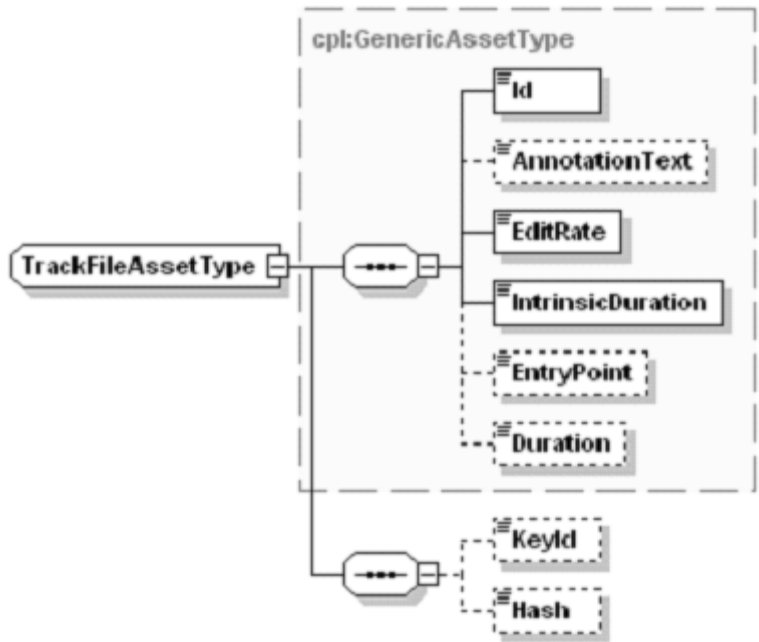 cpl:GenericAssetType
Id
AnnotationText
EditRate
TrackFileAssetType
IntrinsicDuration
EntryPoint
Duration
KeyId
Hash